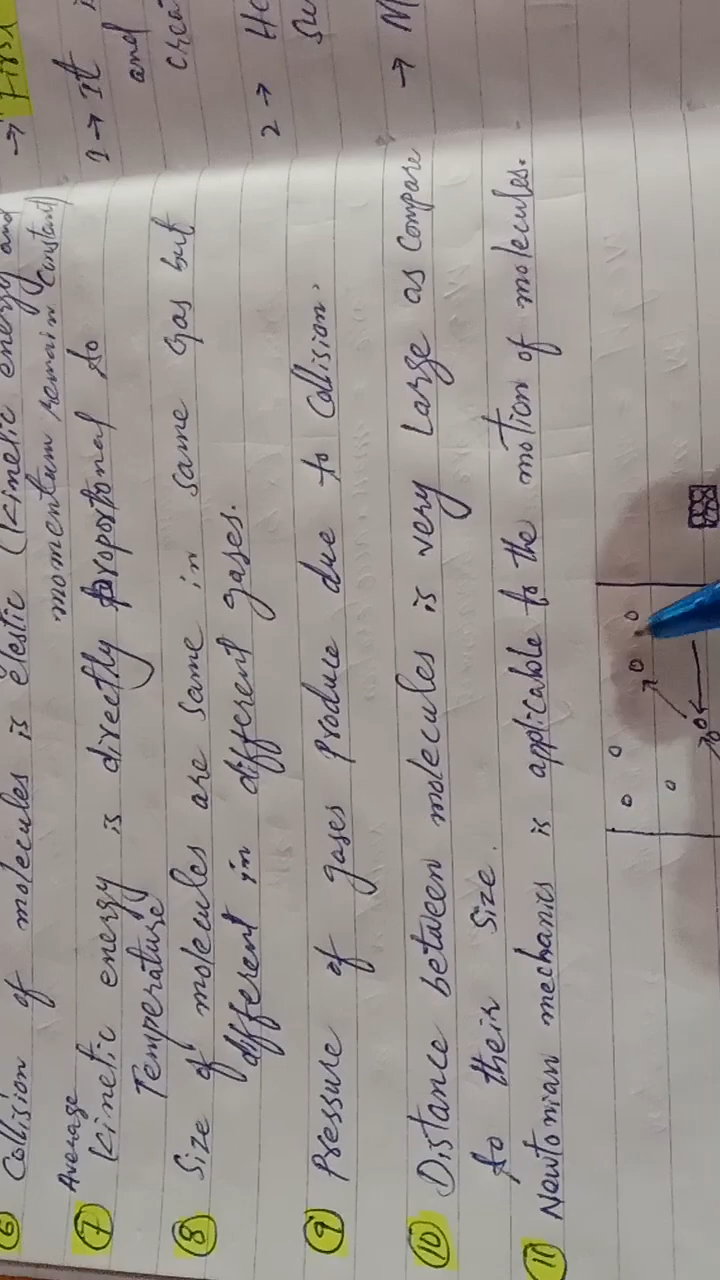 6 Collision of molecules is elestic (Kinetic energy and
momentum remain constant)
Average
7 Kinetic energy is directly proportional to
Temperature
8 Size of molecules are same in same gas but
different in different gases.
9 Pressure of gases produce due to Collision.
10 Distance between molecules is very Large as Compare
to their Size.
11 Newtonian mechanics is applicable to the motion of molecules.
→ First
1 → It
and
2 →
→ M